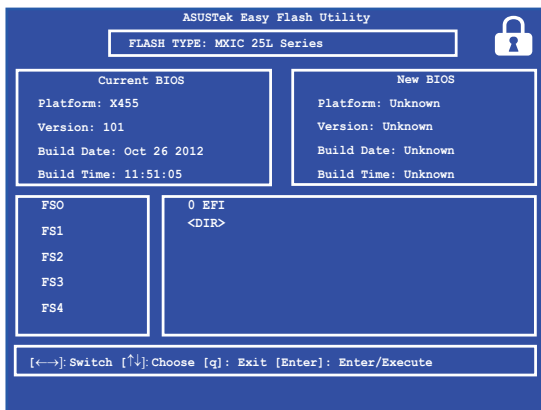 ASUSTek Easy Flash Utility
FLASH TYPE: MXIC 25L Series
Current BIOS
Platform: X455
Version: 101
Build Date: Oct 26 2012
Build Time: 11:51:05
New BIOS
Platform: Unknown
Version: Unknown
Build Date: Unknown
Build Time: Unknown
FSO
FS1
FS2
FS3
FS4
0 EFI
<DIR>
[←→]: Switch [↑↓]: Choose [q]: Exit [Enter]: Enter/Execute